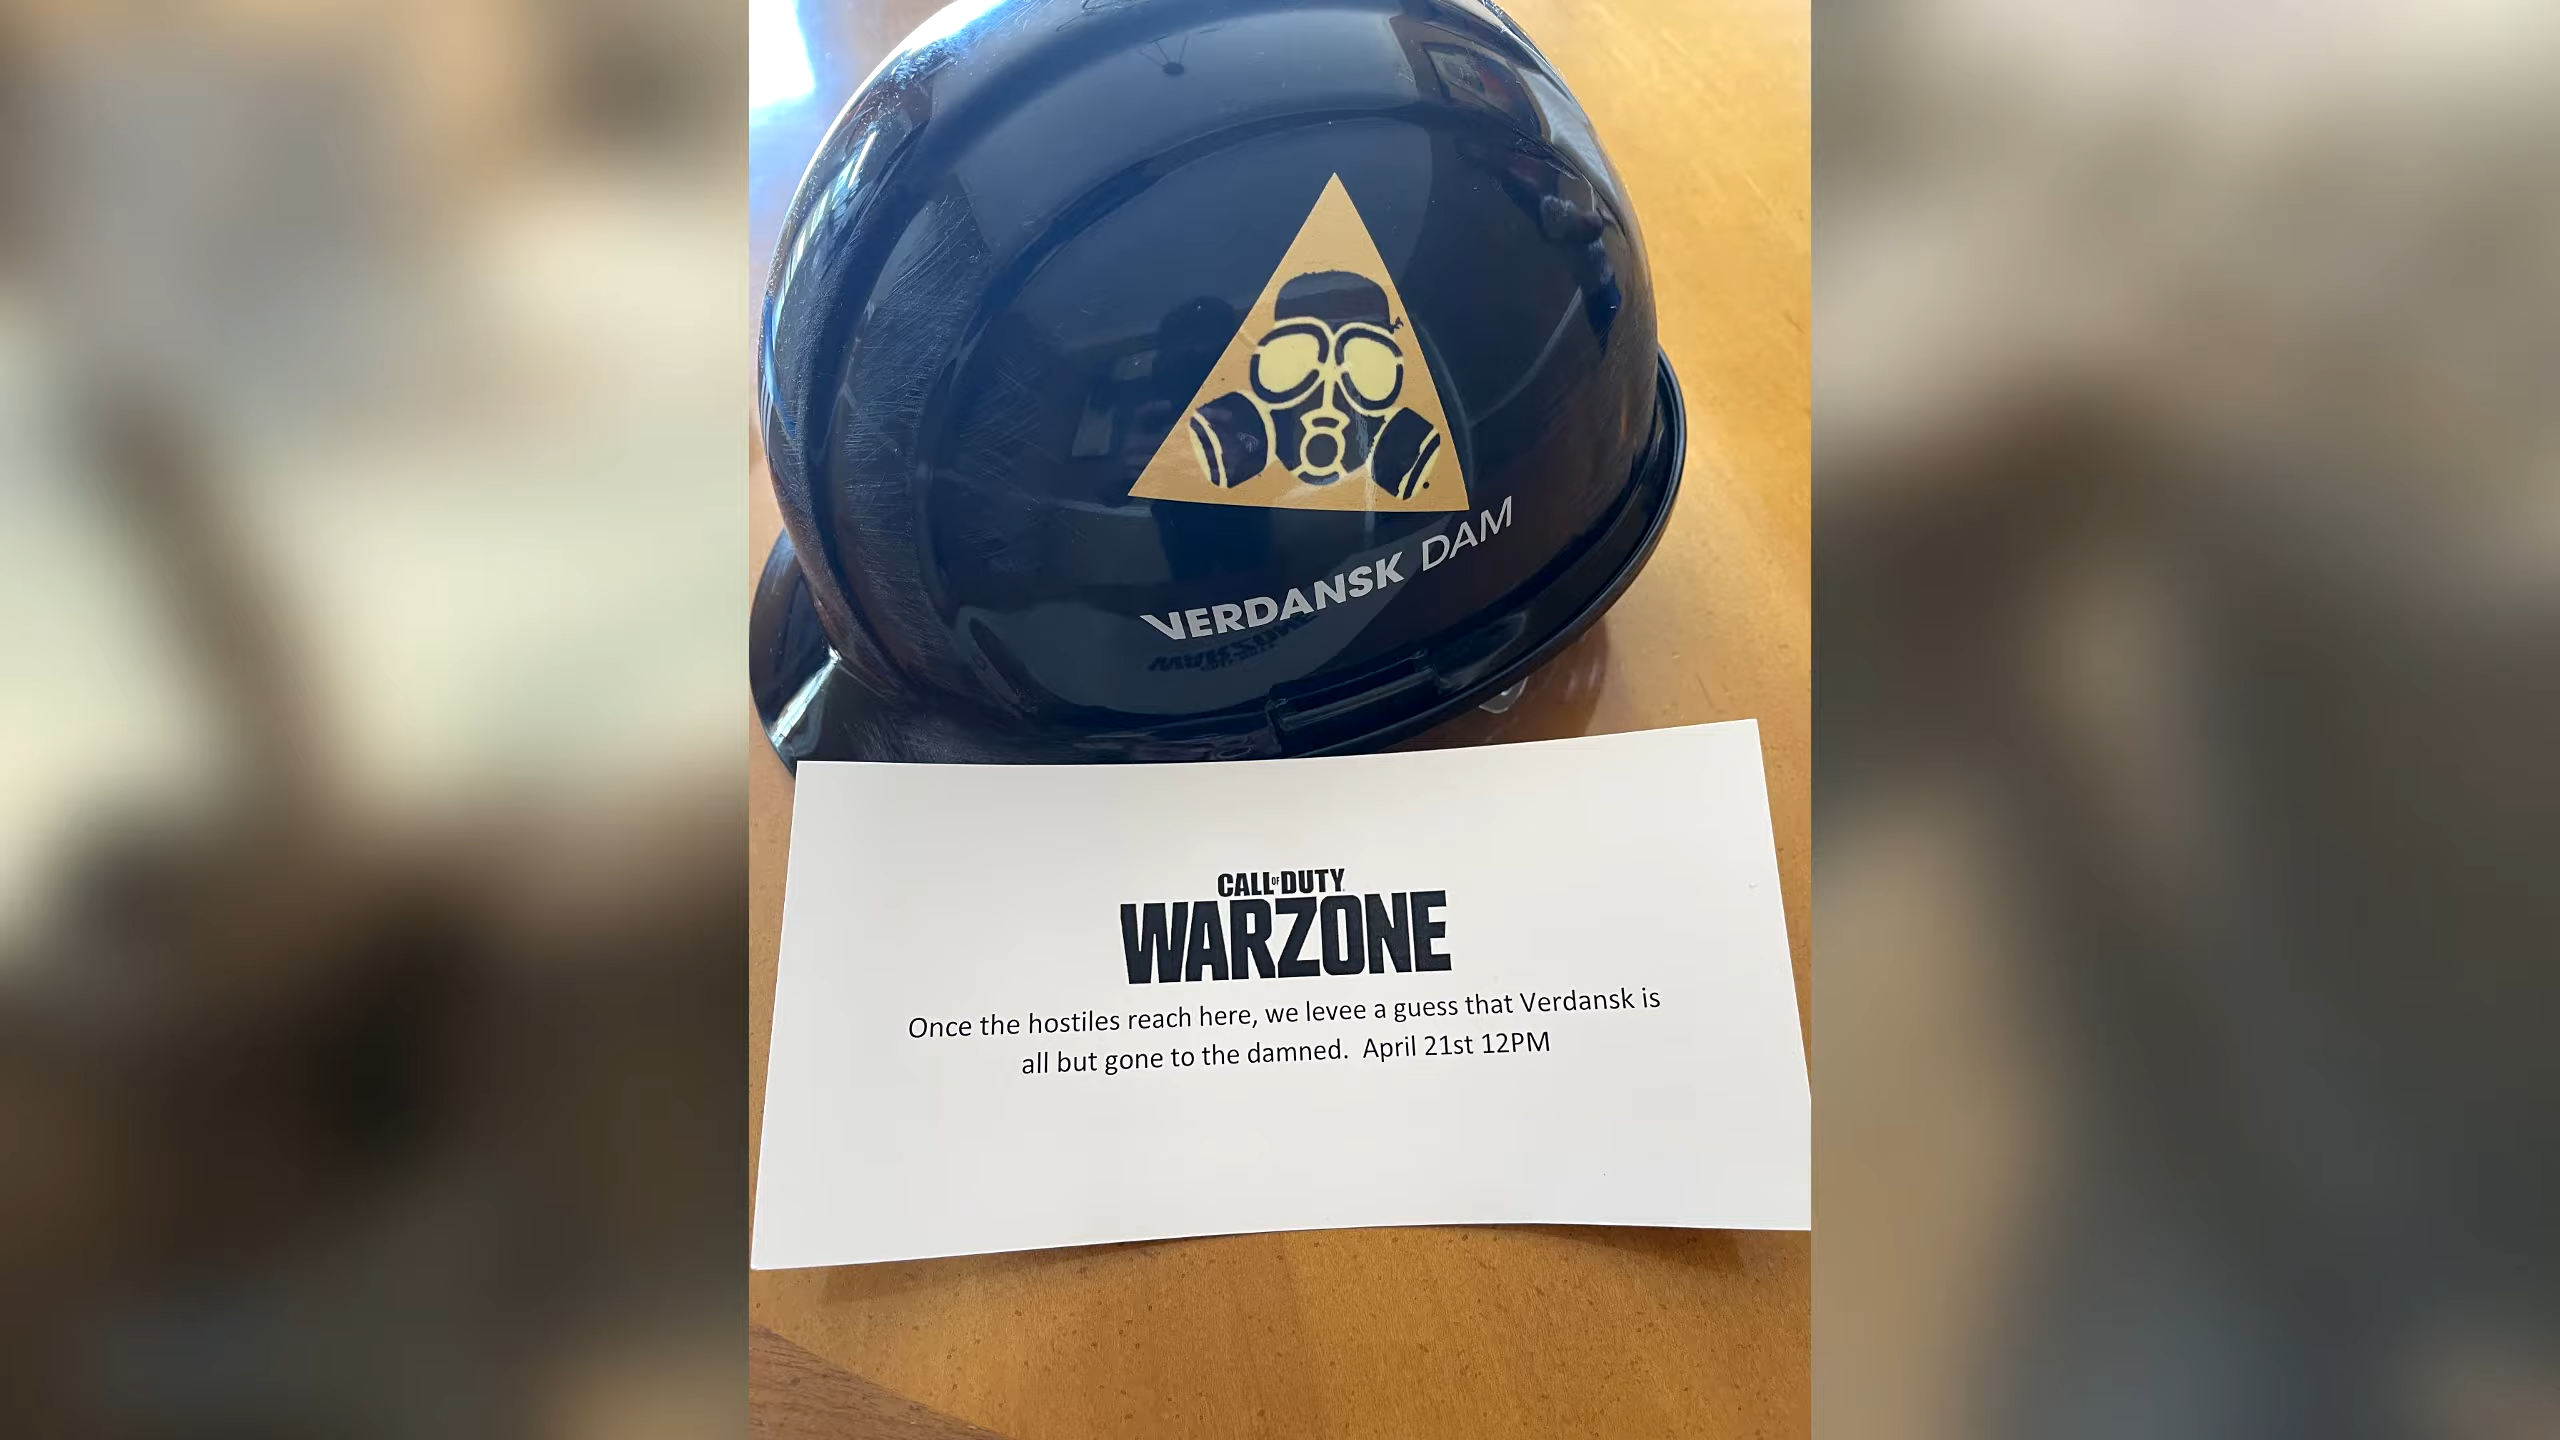 VERDANSK DAM
CALL OF DUTY
WARZONE
Once the hostiles reach here, we levee a guess that Verdansk is
all but gone to the damned.  April 21st 12PM